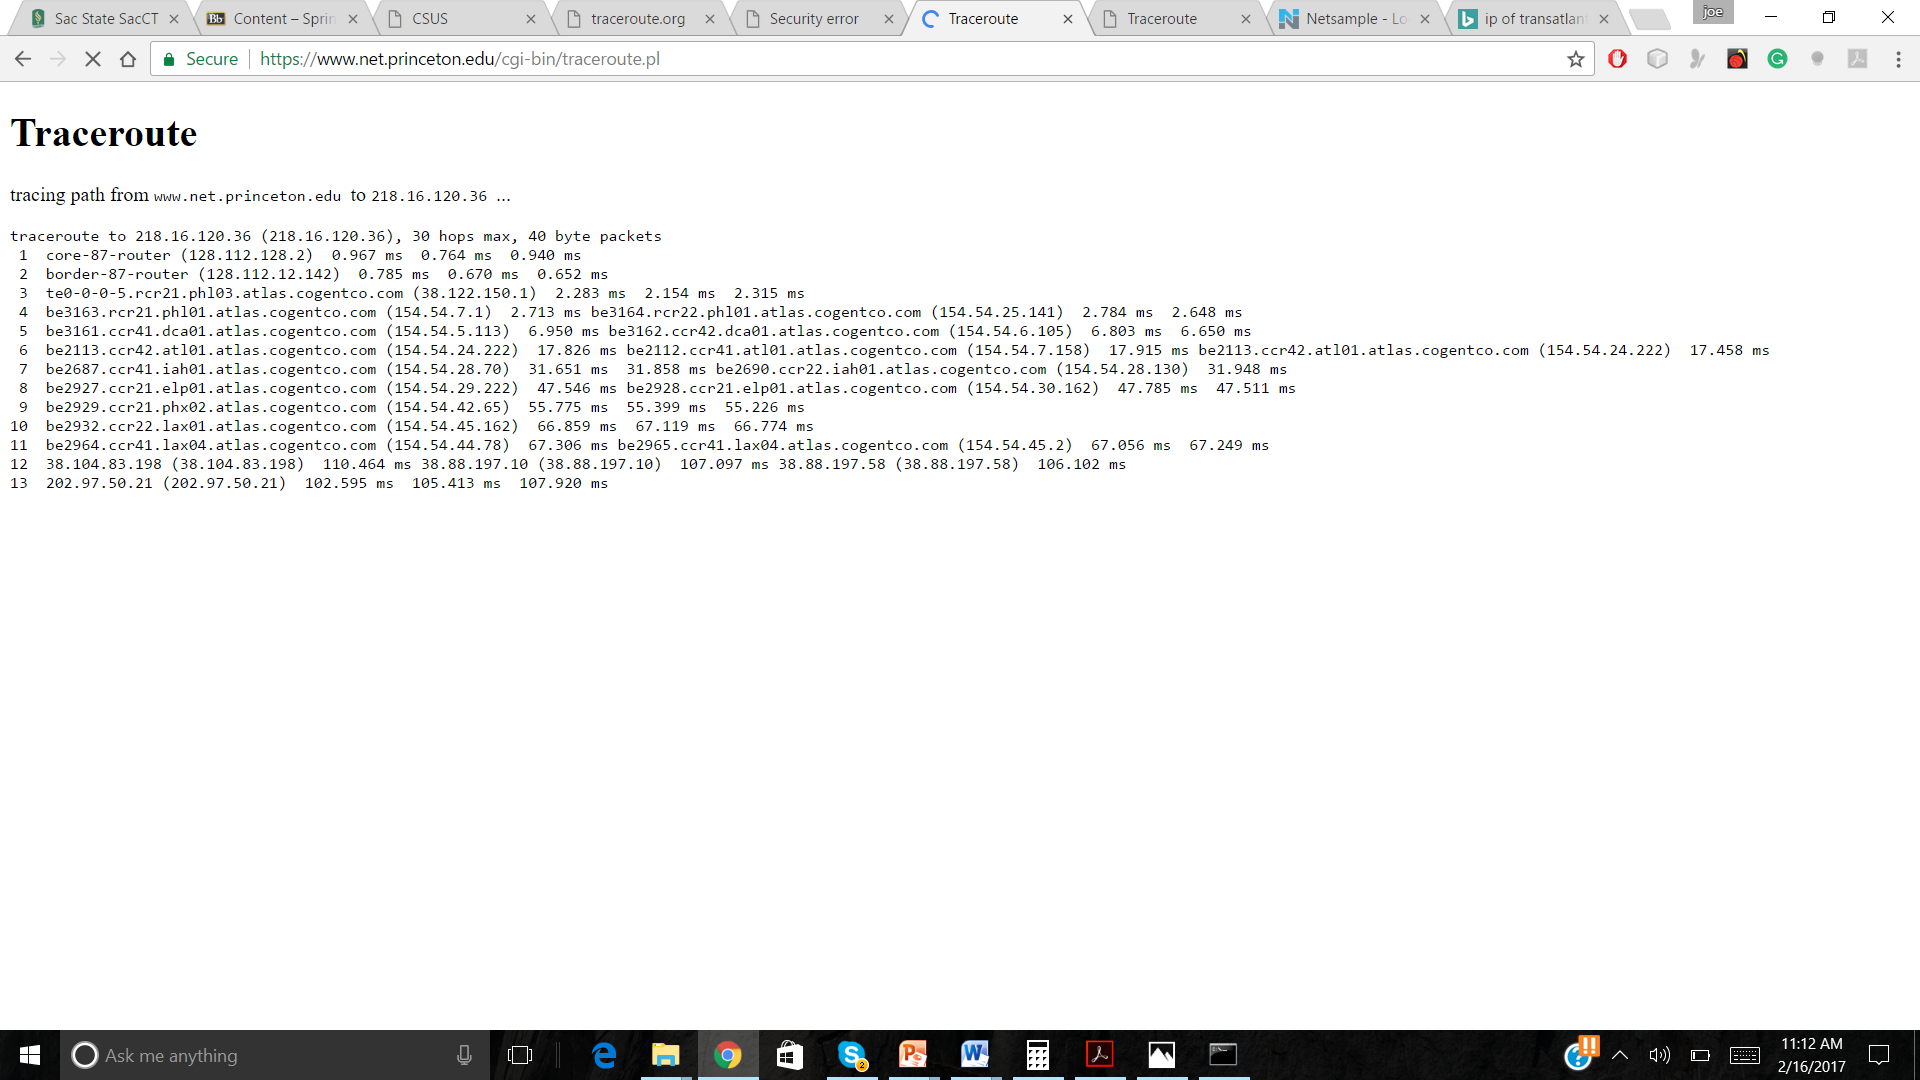 Sac State SacCT
Content – Sprin
CSUS
traceroute.org
Security error
Traceroute
Traceroute
Netsample - Lo
ip of transatlan
joe
Secure
https://www.net.princeton.edu/cgi-bin/traceroute.pl
Traceroute
tracing path from www.net.princeton.edu to 218.16.120.36 ...
traceroute to 218.16.120.36 (218.16.120.36), 30 hops max, 40 byte packets
1 core-87-router (128.112.128.2) 0.967 ms 0.764 ms 0.940 ms
2 border-87-router (128.112.12.142) 0.785 ms 0.670 ms 0.652 ms
3 te0-0-0-5.rcr21.phl03.atlas.cogentco.com (38.122.150.1) 2.283 ms 2.154 ms 2.315 ms
4 be3163.rcr21.phl01.atlas.cogentco.com (154.54.7.1) 2.713 ms be3164.rcr22.phl01.atlas.cogentco.com (154.54.25.141) 2.784 ms 2.648 ms
5 be3161.ccr41.dca01.atlas.cogentco.com (154.54.5.113) 6.950 ms be3162.ccr42.dca01.atlas.cogentco.com (154.54.6.105) 6.803 ms 6.650 ms
6 be2113.ccr42.atl01.atlas.cogentco.com (154.54.24.222) 17.826 ms be2112.ccr41.atl01.atlas.cogentco.com (154.54.7.158) 17.915 ms be2113.ccr42.atl01.atlas.cogentco.com (154.54.24.222) 17.458 ms
7 be2687.ccr41.iah01.atlas.cogentco.com (154.54.28.70) 31.651 ms 31.858 ms be2690.ccr22.iah01.atlas.cogentco.com (154.54.28.130) 31.948 ms
8 be2927.ccr21.elp01.atlas.cogentco.com (154.54.29.222) 47.546 ms be2928.ccr21.elp01.atlas.cogentco.com (154.54.30.162) 47.785 ms 47.511 ms
9 be2929.ccr21.phx02.atlas.cogentco.com (154.54.42.65) 55.775 ms 55.399 ms 55.226 ms
10 be2932.ccr22.lax01.atlas.cogentco.com (154.54.45.162) 66.859 ms 67.119 ms 66.774 ms
11 be2964.ccr41.lax04.atlas.cogentco.com (154.54.44.78) 67.306 ms be2965.ccr41.lax04.atlas.cogentco.com (154.54.45.2) 67.056 ms 67.249 ms
12 38.104.83.198 (38.104.83.198) 110.464 ms 38.88.197.10 (38.88.197.10) 107.097 ms 38.88.197.58 (38.88.197.58) 106.102 ms
13 202.97.50.21 (202.97.50.21) 102.595 ms 105.413 ms 107.920 ms
Ask me anything
2
11:12 AM
2/16/2017